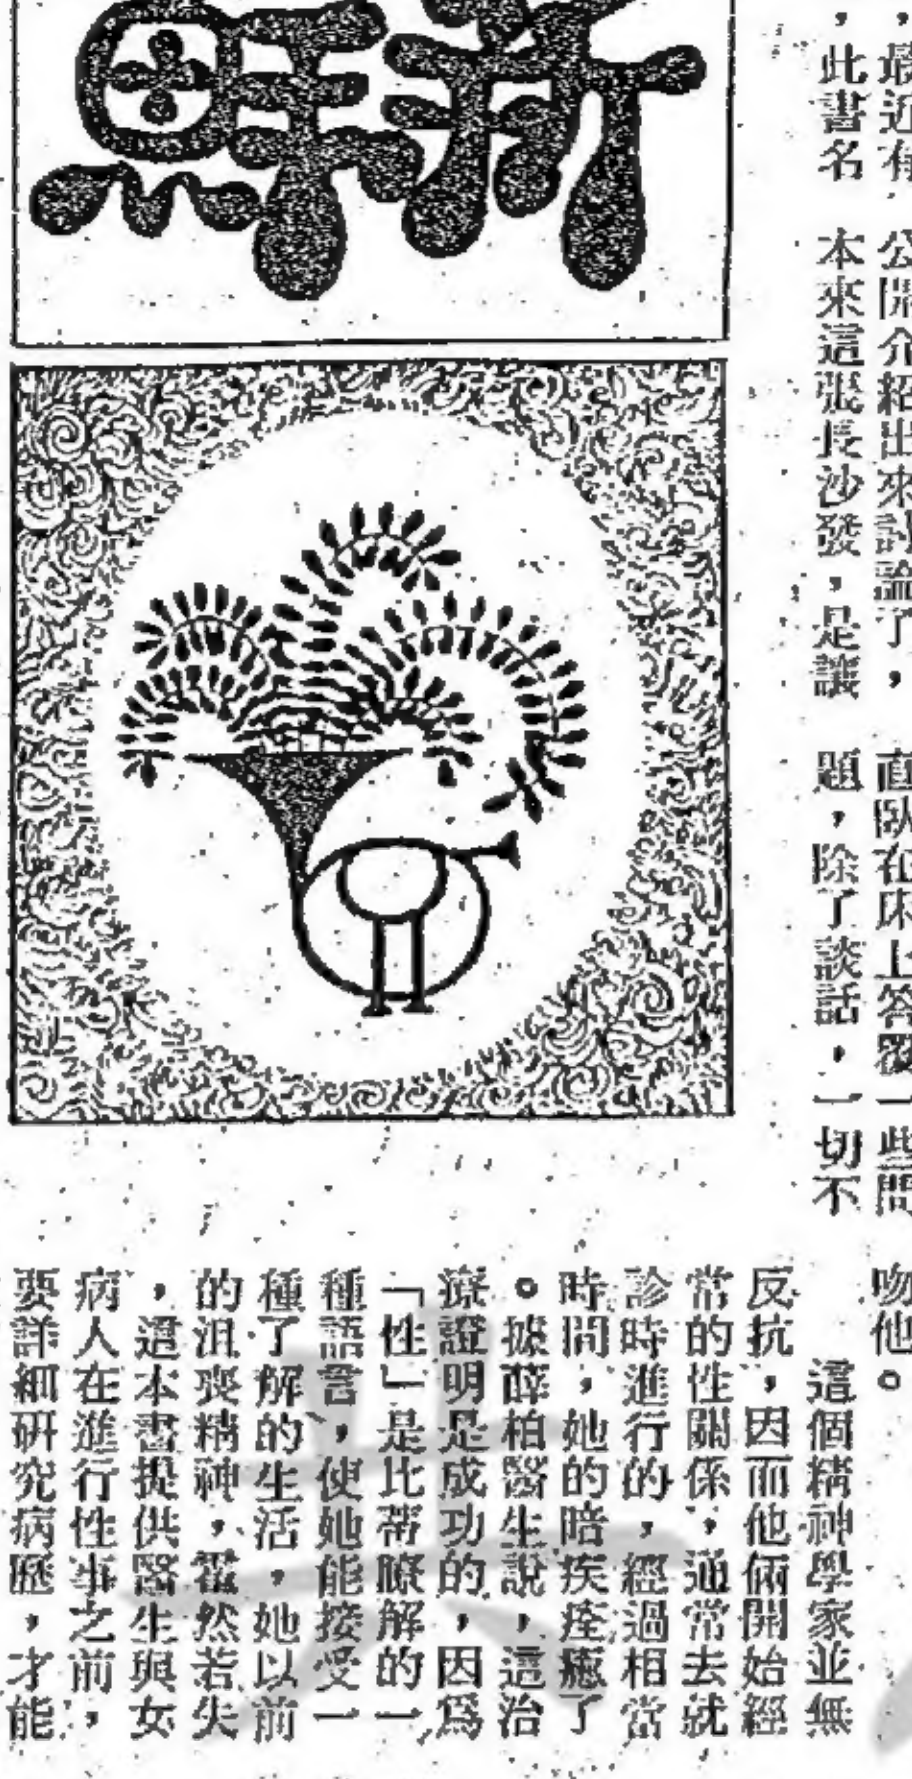 新鮮
，最近有
，此書名
公開介紹出來討論了，
本來這張長沙發，是讓
直臥在床上答覆一些問
題，除了談話，一切不
吻他。
這個精神學家並無
反抗，因而他倆開始經
常的性關係，通常去就
診時進行的，經過相當
時間，她的暗疾痊癒了
。據薛柏醫生說，這治
療證明是成功的，因爲
「性」是比蒂瞭解的一
種語言，使她能接受一
種了解的生活，她以前
的沮喪精神，霍然若失
，這本書提供醫生與女
病人在進行性事之前，
要詳細研究病歷，才能